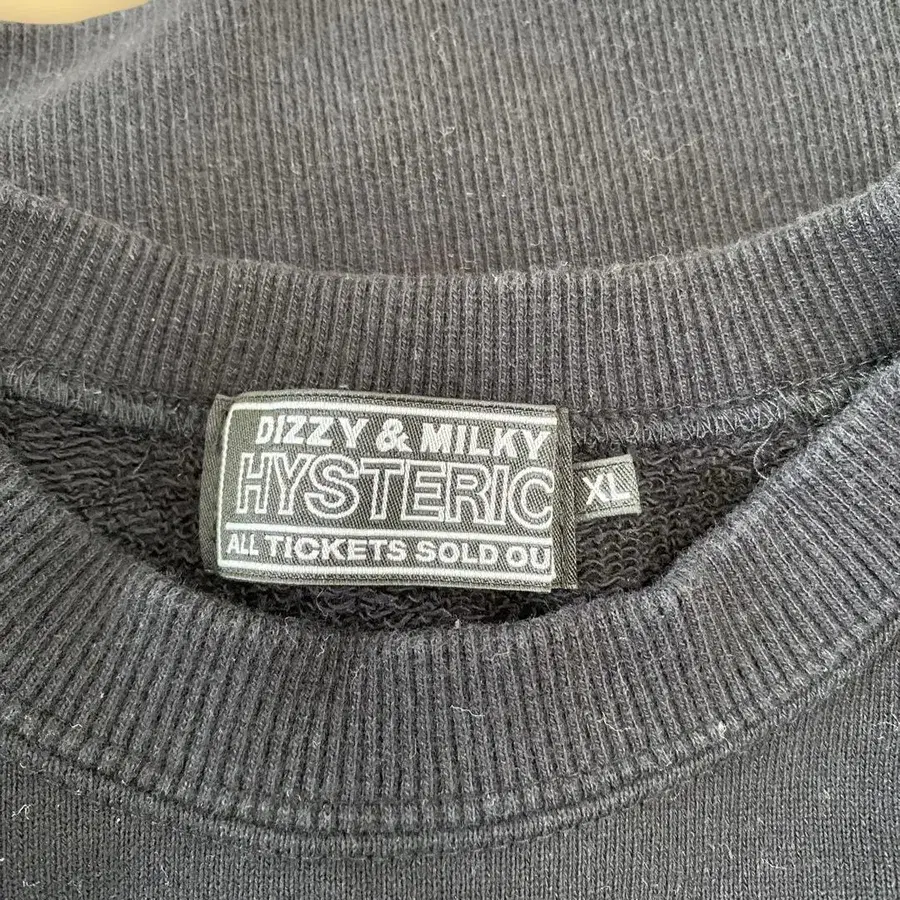 DIZZY & MILKY
HYSTERIC
ALL TICKETS SOLD OU
XL